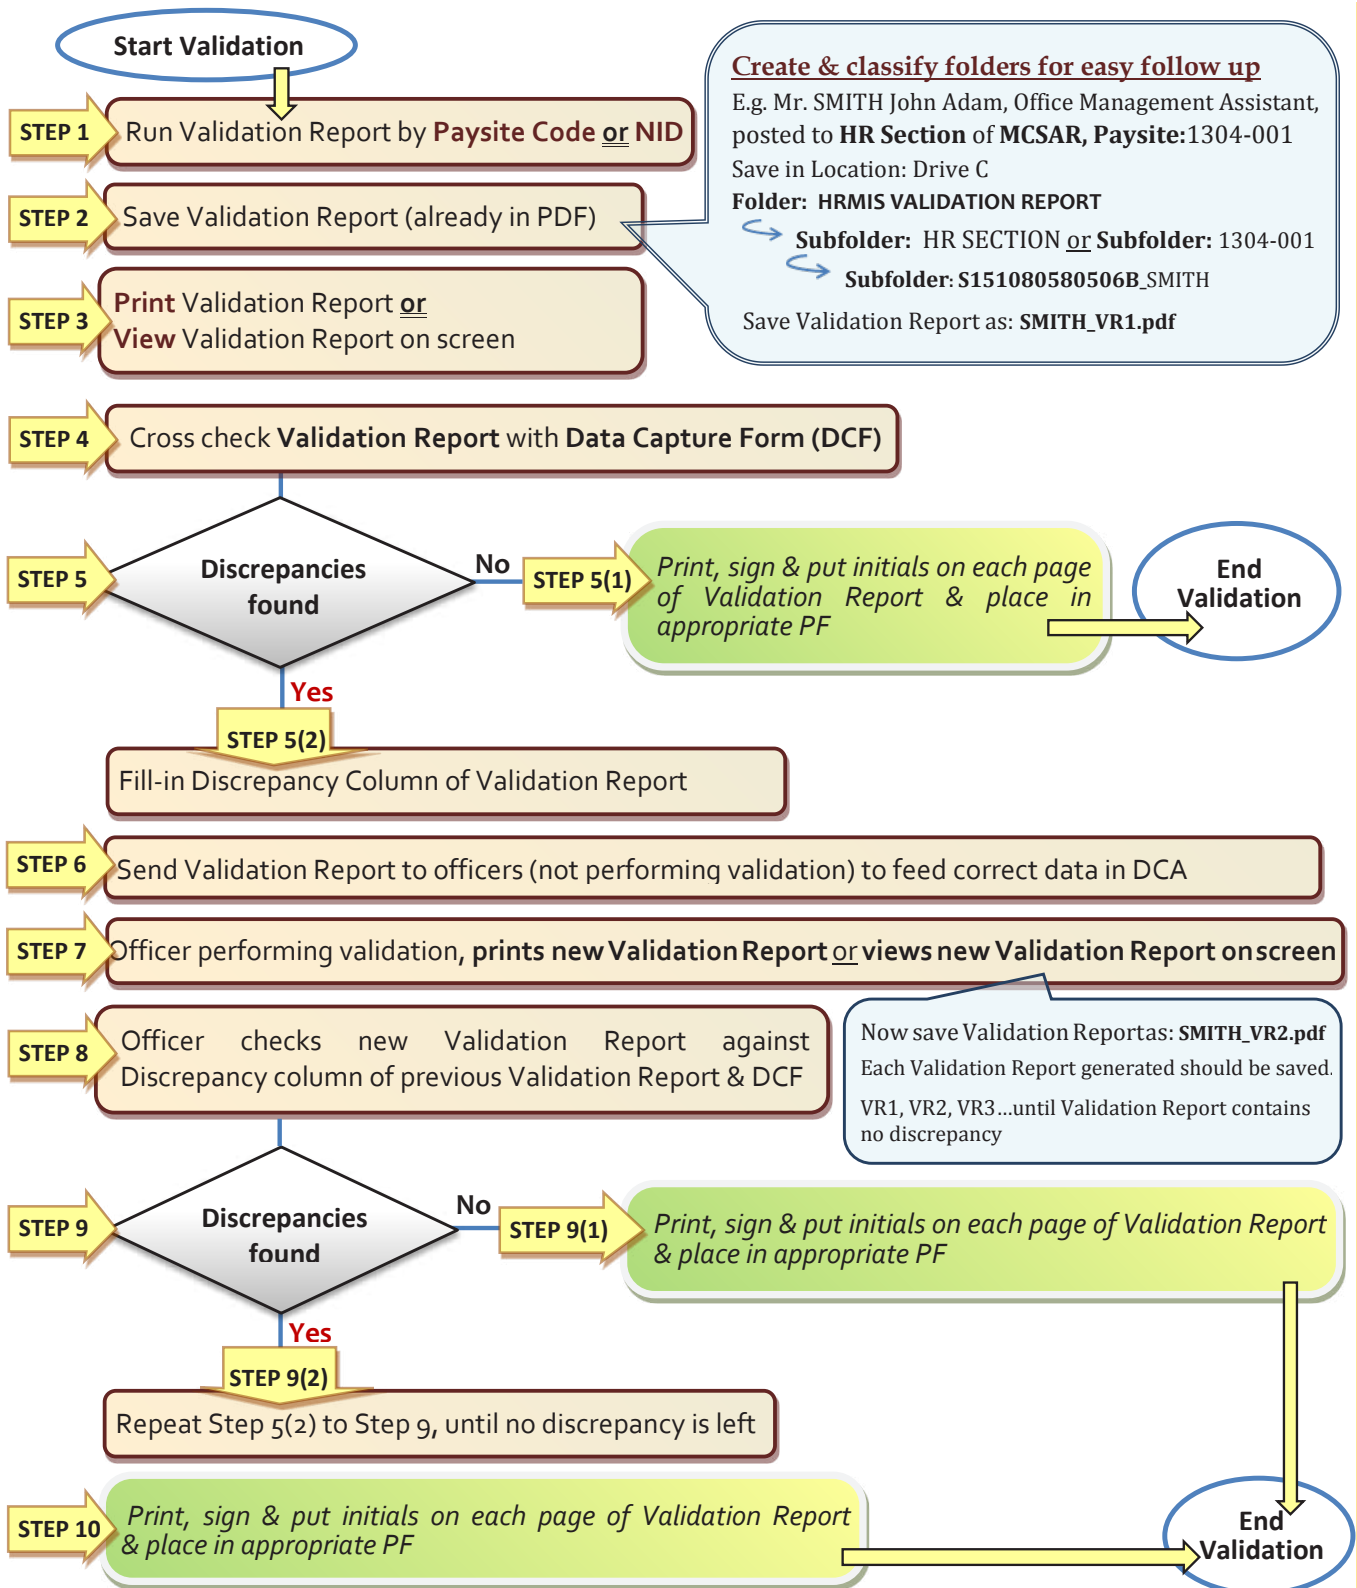 Start Validation
STEP 1
Run Validation Report by Paysite Code or NID
STEP 2
Save Validation Report (already in PDF)
STEP 3
Print Validation Report or
View Validation Report on screen
Create & classify folders for easy follow up
E.g. Mr. SMITH John Adam, Office Management Assistant,
posted to HR Section of MCSAR, Paysite:1304-001
Save in Location: Drive C
Folder: HRMIS VALIDATION REPORT
Subfolder: HR SECTION or Subfolder: 1304-001
Subfolder: S151080580506B_SMITH
Save Validation Report as: SMITH_VR1.pdf
STEP 4
Cross check Validation Report with Data Capture Form (DCF)
STEP 5
Discrepancies
found
No
STEP 5(1)
Print, sign & put initials on each page
of Validation Report & place in
appropriate PF
End
Validation
Yes
STEP 5(2)
Fill-in Discrepancy Column of Validation Report
STEP 6
Send Validation Report to officers (not performing validation) to feed correct data in DCA
STEP 7
Officer performing validation, prints new Validation Report or views new Validation Report on screen
STEP 8
Officer checks new Validation Report against
Discrepancy column of previous Validation Report & DCF
Now save Validation Reportas: SMITH_VR2.pdf
Each Validation Report generated should be saved.
VR1, VR2, VR3...until Validation Report contains
no discrepancy
STEP 9
Discrepancies
found
No
STEP 9(1)
Print, sign & put initials on each page of Validation Report
& place in appropriate PF
Yes
STEP 9(2)
Repeat Step 5(2) to Step 9, until no discrepancy is left
STEP 10
Print, sign & put initials on each page of Validation Report
& place in appropriate PF
End
Validation